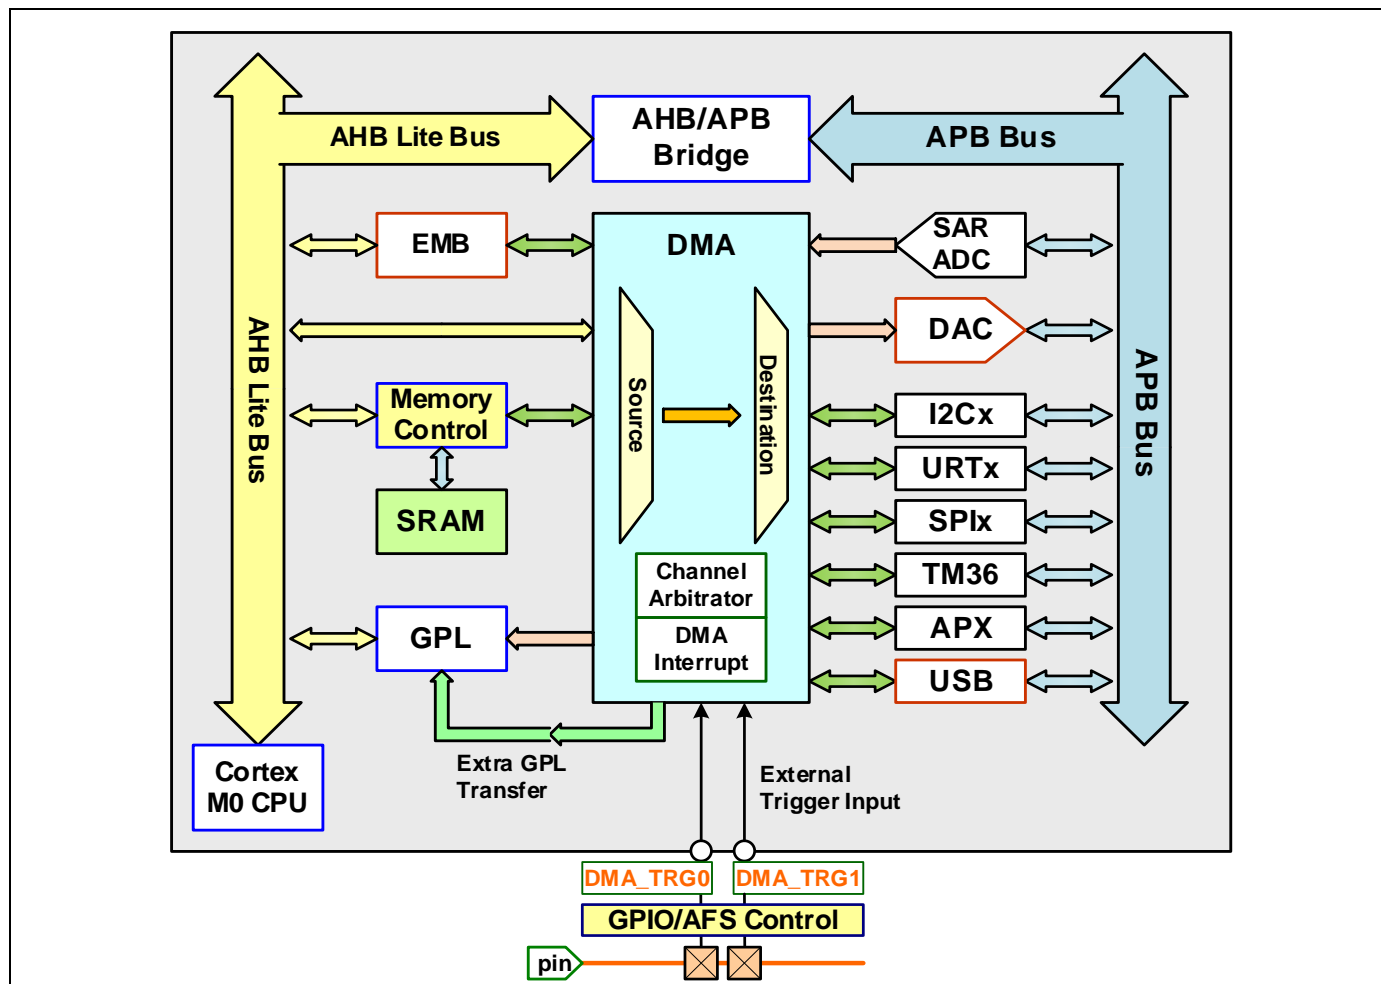 AHB Lite Bus
AHB/APB
Bridge
APB Bus
EMB
DMA
SAR
ADC
AHB Lite Bus
Source
Destination
DAC
APB Bus
Memory
Control
I2Cx
URTx
SRAM
SPIx
Channel
Arbitrator
TM36
GPL
DMA
Interrupt
APX
USB
Extra GPL
Transfer
External
Trigger Input
Cortex
M0 CPU
DMA_TRG0
DMA_TRG1
GPIO/AFS Control
pin